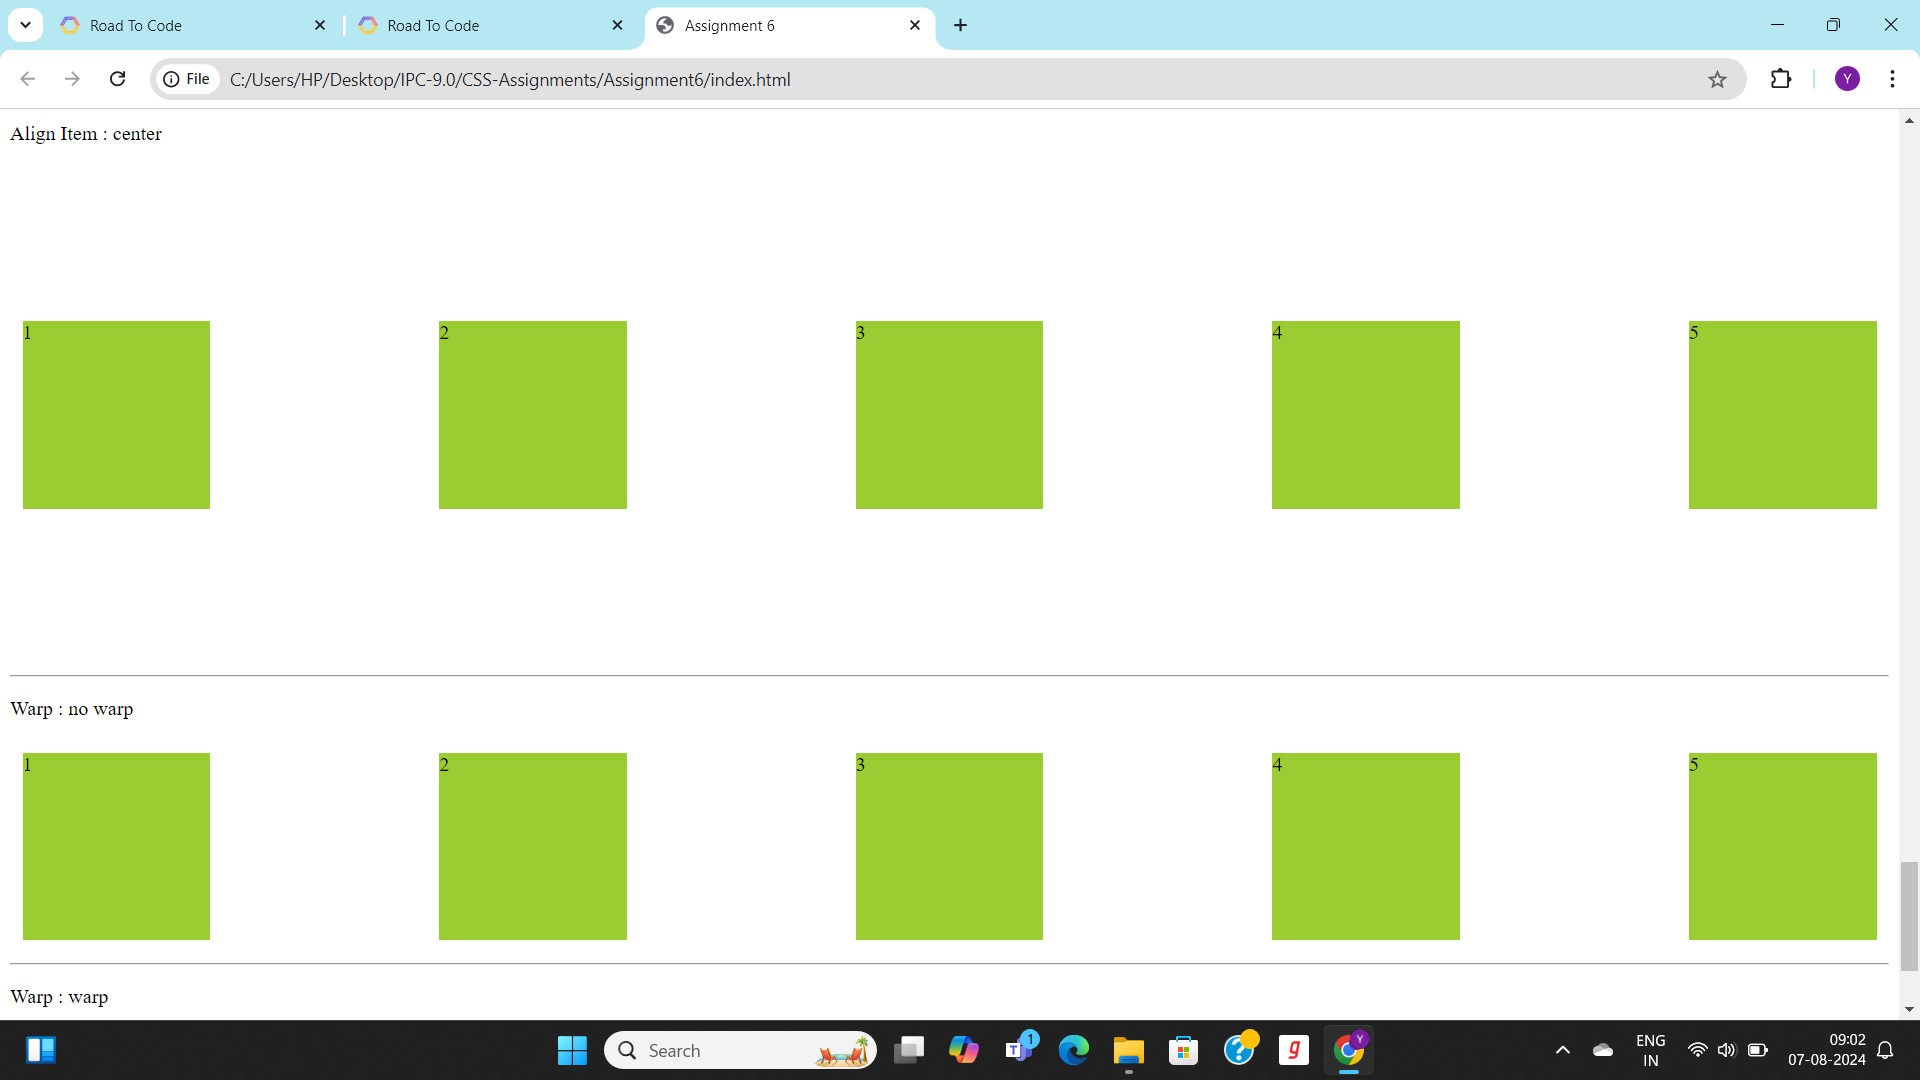 Road To Code
Road To Code
Assignment 6
File
C:/Users/HP/Desktop/IPC-9.0/CSS-Assignments/Assignment6/index.html
Y
Align Item : center
1 2 3 4 5
Warp : no warp
1 2 3 4 5
Warp : warp
Search
T
1
?
g
Y
ENG
IN
09:02
07-08-2024